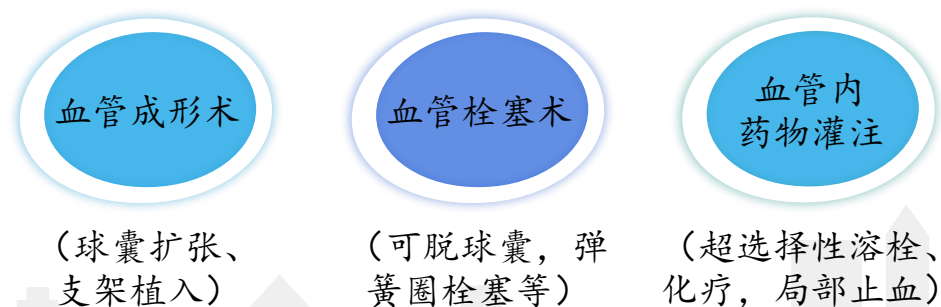 血管成形术
（球囊扩张、
支架植入）
血管栓塞术
（可脱球囊，弹
簧圈栓塞等）
血管内
药物灌注
（超选择性溶栓、
化疗，局部止血）